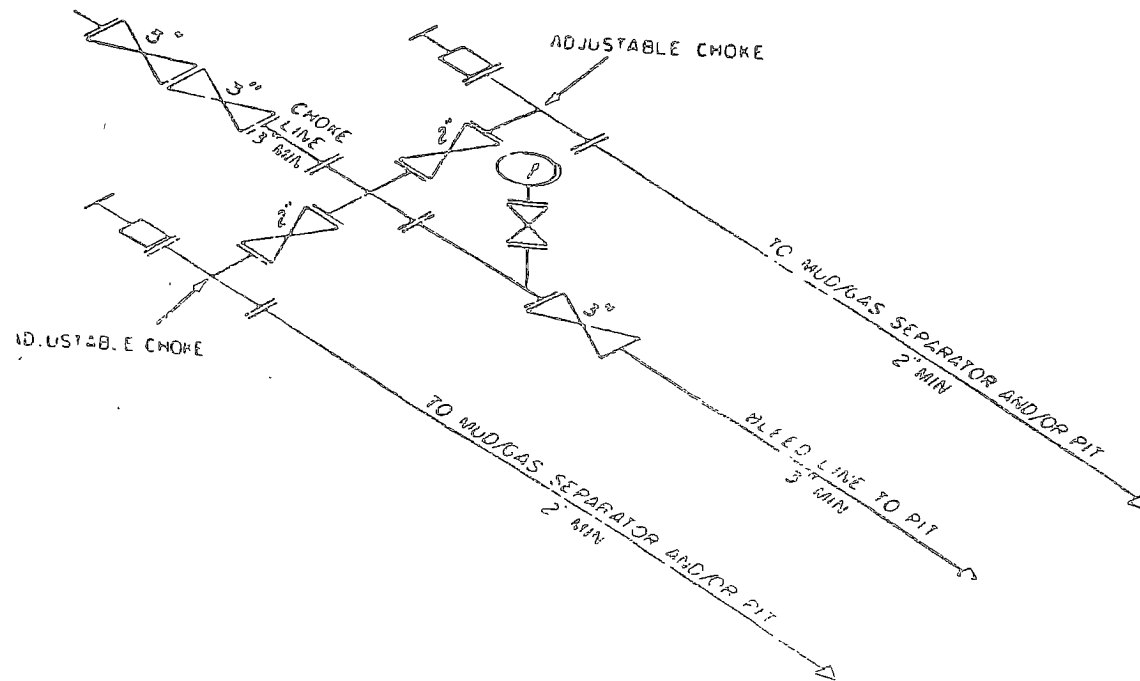 3"
3"
CHOKE
LINE
3" MIN
ADJUSTABLE CHOKE
2"
P
2"
3"
ADJUSTABLE CHOKE
TO MUD/GAS SEPARATOR AND/OR PIT
2" MIN
BLEED LINE TO PIT
3" MIN
TO MUD/GAS SEPARATOR AND/OR PIT
2" MIN